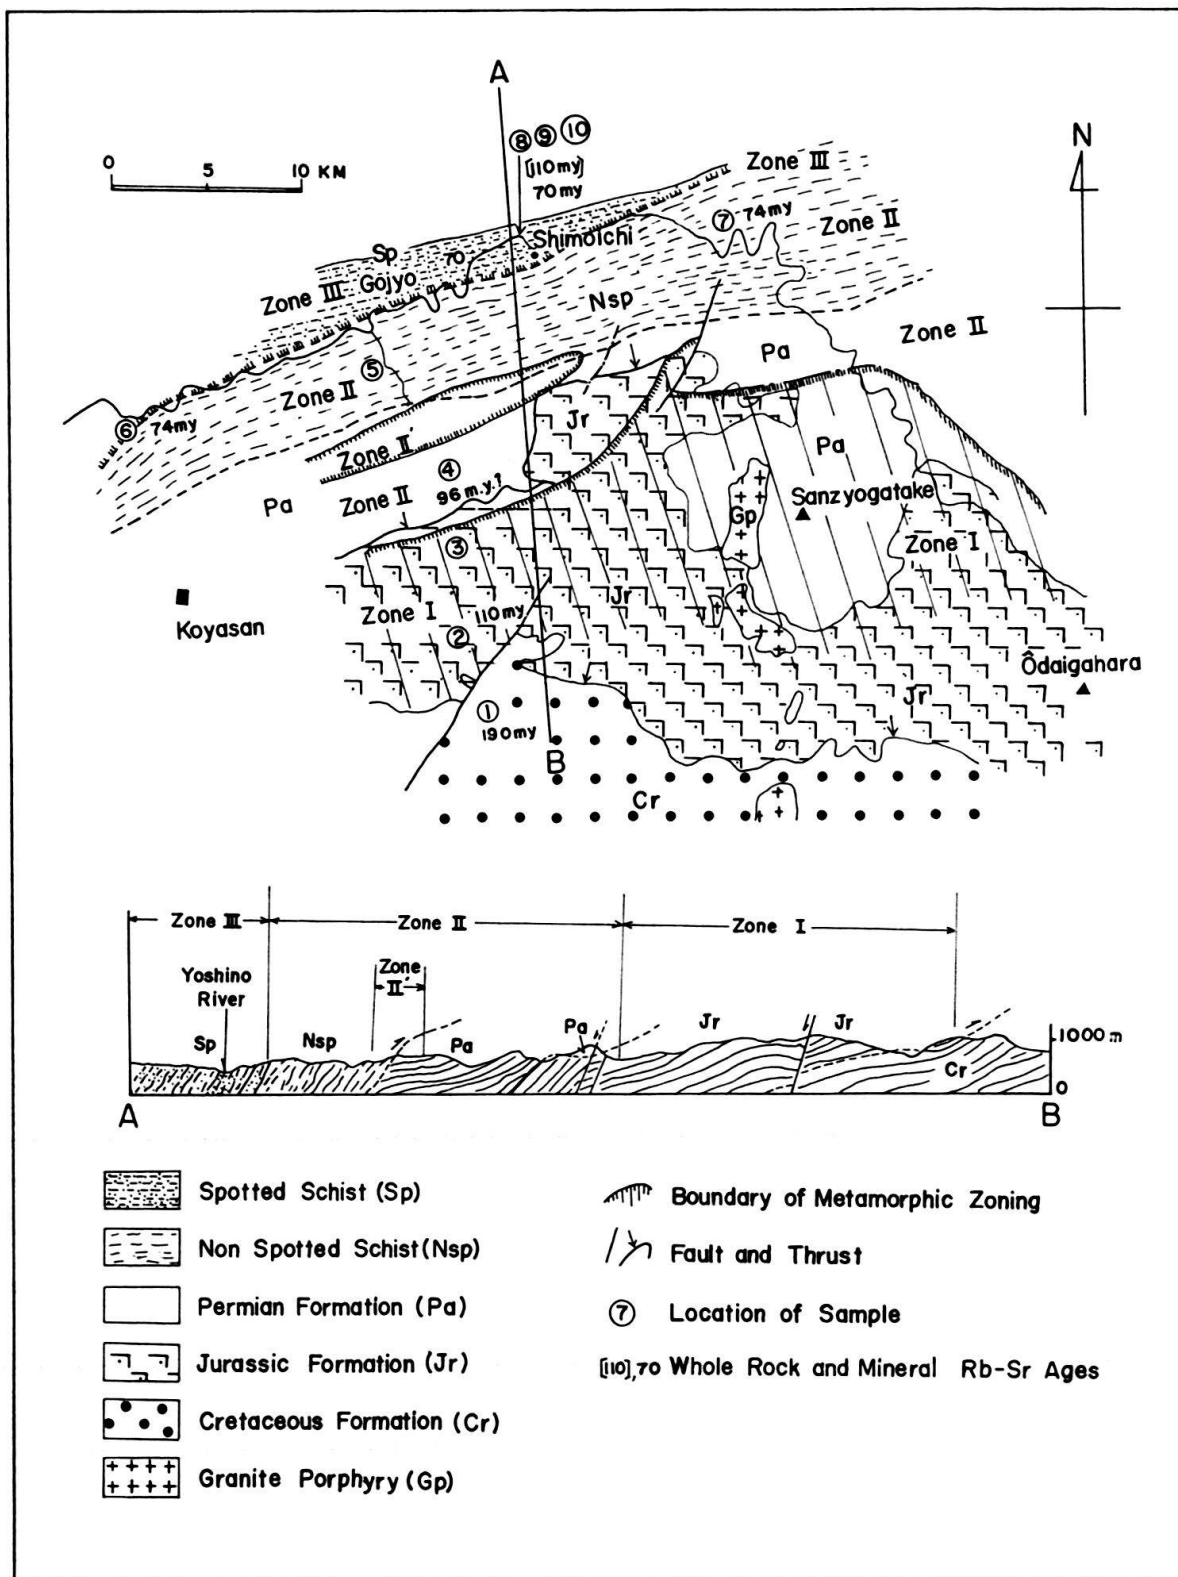 A
⑧ ⑨ ⑩
N
0 5 10 KM
[110my]
70my
Zone III
⑦ 74my
Zone II
Shimoichi
Sp
70
Gojyo
Zone III
Nsp
Zone II
Pa
⑤
Zone II
Jr
⑥ 74my
Zone II'
Pa
④
96 m.y.?
Zone II
Pa
Sanzyogatake
Gp
③
Zone I
Jr
Koyasan
Zone I
110my
②
Ôdaigahara
Jr
①
190my
B
Cr
Zone III
Zone II
Zone I
Yoshino
River
Zone
II'
Sp
Nsp
Pa
Pa
Jr
Jr
Cr
1000m
0
A
B
Spotted Schist (Sp)
Non Spotted Schist (Nsp)
Permian Formation (Pa)
Jurassic Formation (Jr)
Cretaceous Formation (Cr)
Granite Porphyry (Gp)
Boundary of Metamorphic Zoning
Fault and Thrust
⑦ Location of Sample
[110],70 Whole Rock and Mineral Rb-Sr Ages